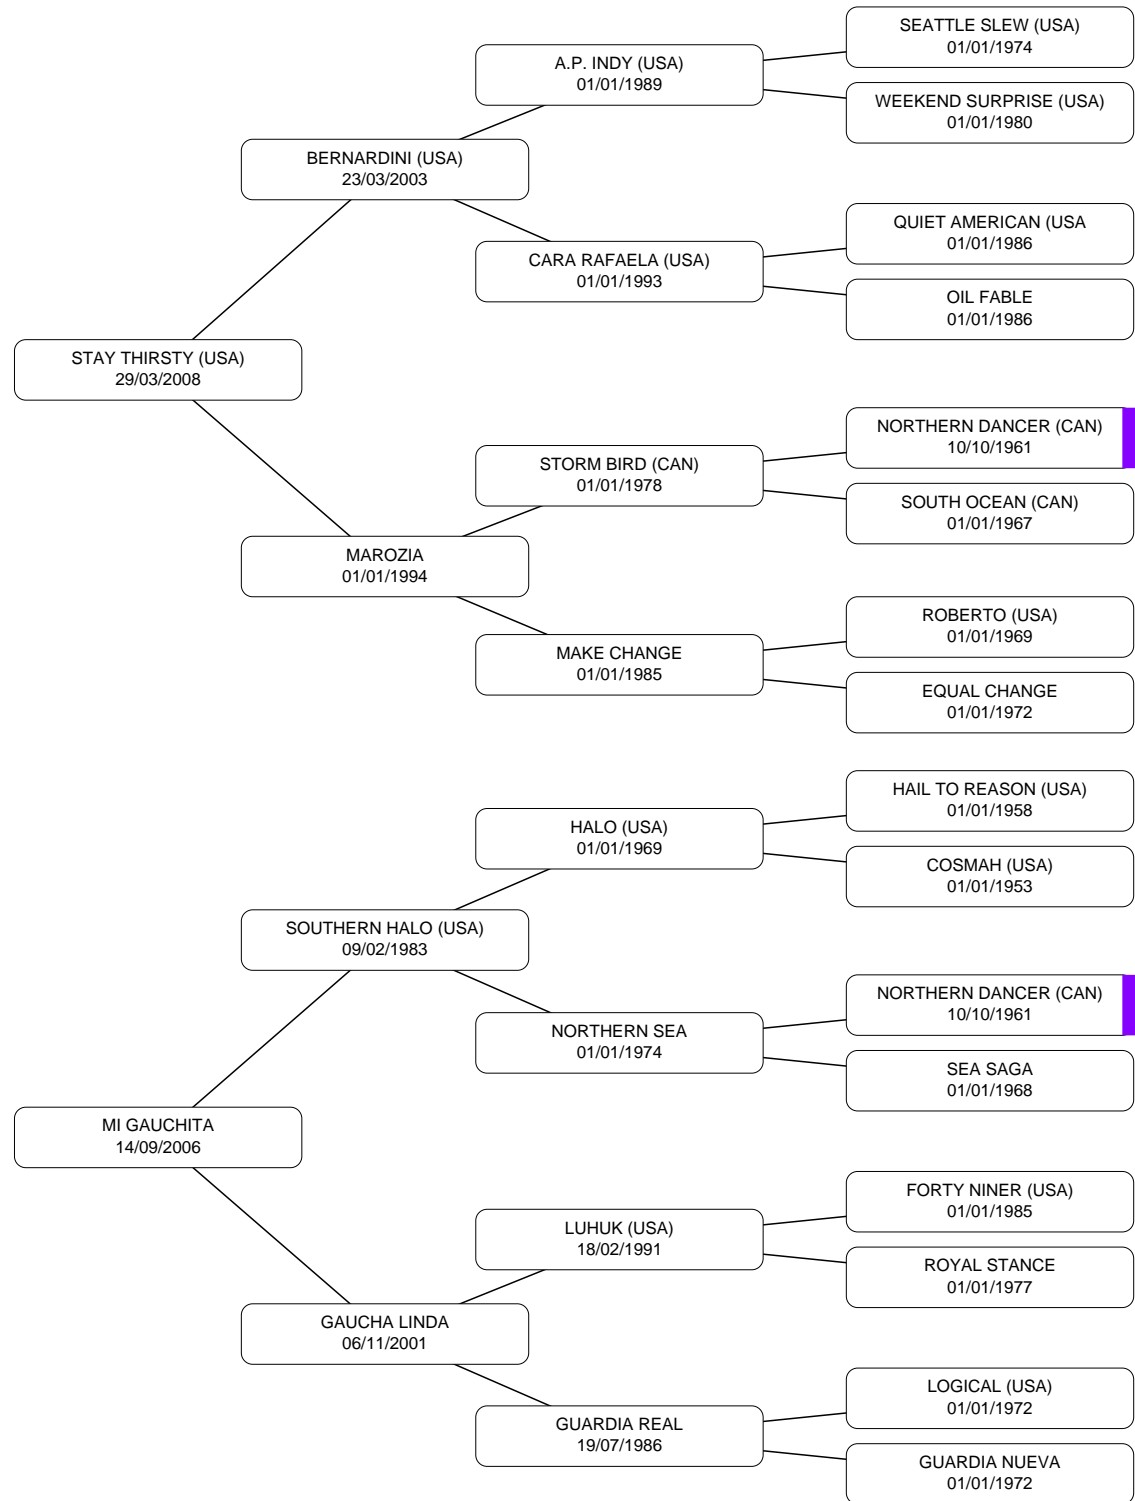 SEATTLE SLEW (USA)
01/01/1974
A.P. INDY (USA)
01/01/1989
WEEKEND SURPRISE (USA)
01/01/1980
BERNARDINI (USA)
23/03/2003
QUIET AMERICAN (USA
01/01/1986
CARA RAFAELA (USA)
01/01/1993
OIL FABLE
01/01/1986
STAY THIRSTY (USA)
29/03/2008
NORTHERN DANCER (CAN)
10/10/1961
STORM BIRD (CAN)
01/01/1978
SOUTH OCEAN (CAN)
01/01/1967
MAROZIA
01/01/1994
ROBERTO (USA)
01/01/1969
MAKE CHANGE
01/01/1985
EQUAL CHANGE
01/01/1972
HAIL TO REASON (USA)
01/01/1958
HALO (USA)
01/01/1969
COSMAH (USA)
01/01/1953
SOUTHERN HALO (USA)
09/02/1983
NORTHERN DANCER (CAN)
10/10/1961
NORTHERN SEA
01/01/1974
SEA SAGA
01/01/1968
MI GAUCHITA
14/09/2006
FORTY NINER (USA)
01/01/1985
LUHUK (USA)
18/02/1991
ROYAL STANCE
01/01/1977
GAUCHA LINDA
06/11/2001
LOGICAL (USA)
01/01/1972
GUARDIA REAL
19/07/1986
GUARDIA NUEVA
01/01/1972